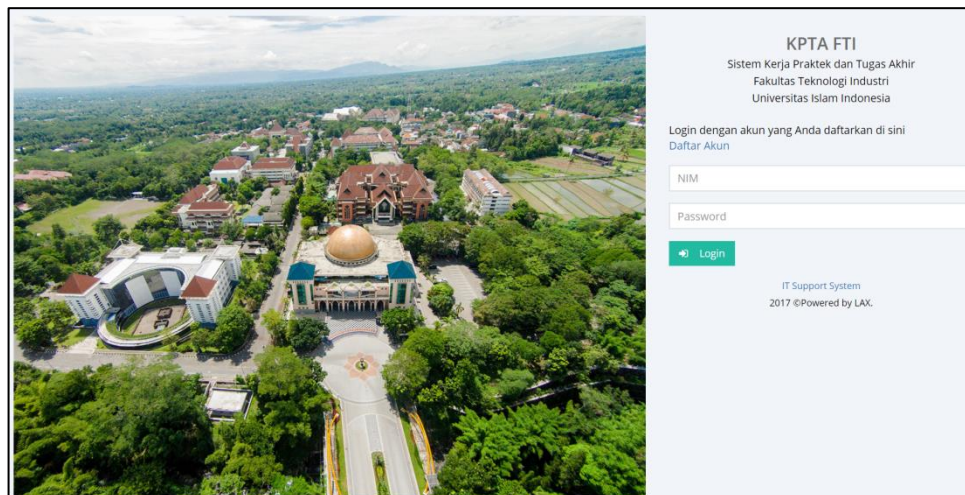 KPTA FTI
Sistem Kerja Praktek dan Tugas Akhir
Fakultas Teknologi Industri
Universitas Islam Indonesia
Login dengan akun yang Anda daftarkan di sini
Daftar Akun
NIM
Password
Login
IT Support System
2017 ©Powered by LAX.